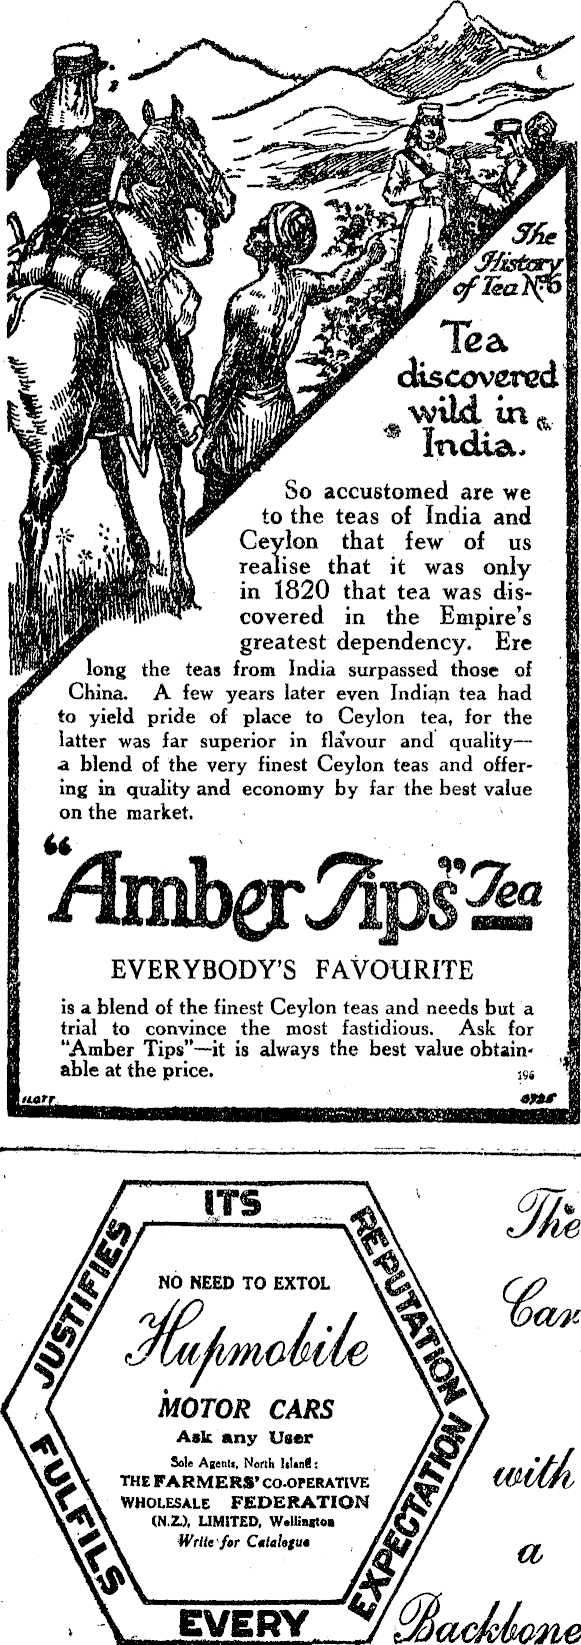 The
History
of Tea No 6
Tea
discovered
wild in
India.
So accustomed are we
to the teas of India and
Ceylon that few of us
realise that it was only
in 1820 that tea was dis-
covered in the Empire's
greatest dependency. Ere
long the teas from India surpassed those of
China. A few years later even Indian tea had
to yield pride of place to Ceylon tea, for the
latter was far superior in flavour and quality—
a blend of the very finest Ceylon teas and offer-
ing in quality and economy by far the best value
on the market.
"Amber Tips" Tea
EVERYBODY'S FAVOURITE
is a blend of the finest Ceylon teas and needs but a
trial to convince the most fastidious. Ask for
"Amber Tips"—it is always the best value obtain-
able at the price.
196
ILOTT
JUSTIFIES ITS REPUTATION
NO NEED TO EXTOL
Hupmobile
MOTOR CARS
Ask any User
Sole Agents, North Island:
THE FARMERS' CO-OPERATIVE
WHOLESALE FEDERATION
(N.Z.), LIMITED, Wellington
Write for Catalogue
FULFILS EVERY EXPECTATION
The
Car
with
a
Backbone